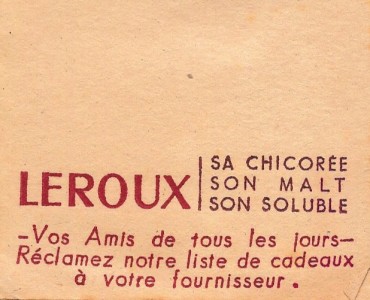 SA CHICORÉE
LEROUX SON MALT
SON SOLUBLE
-Vos Amis de tous les jours-
Réclamez notre liste de cadeaux
à votre fournisseur.